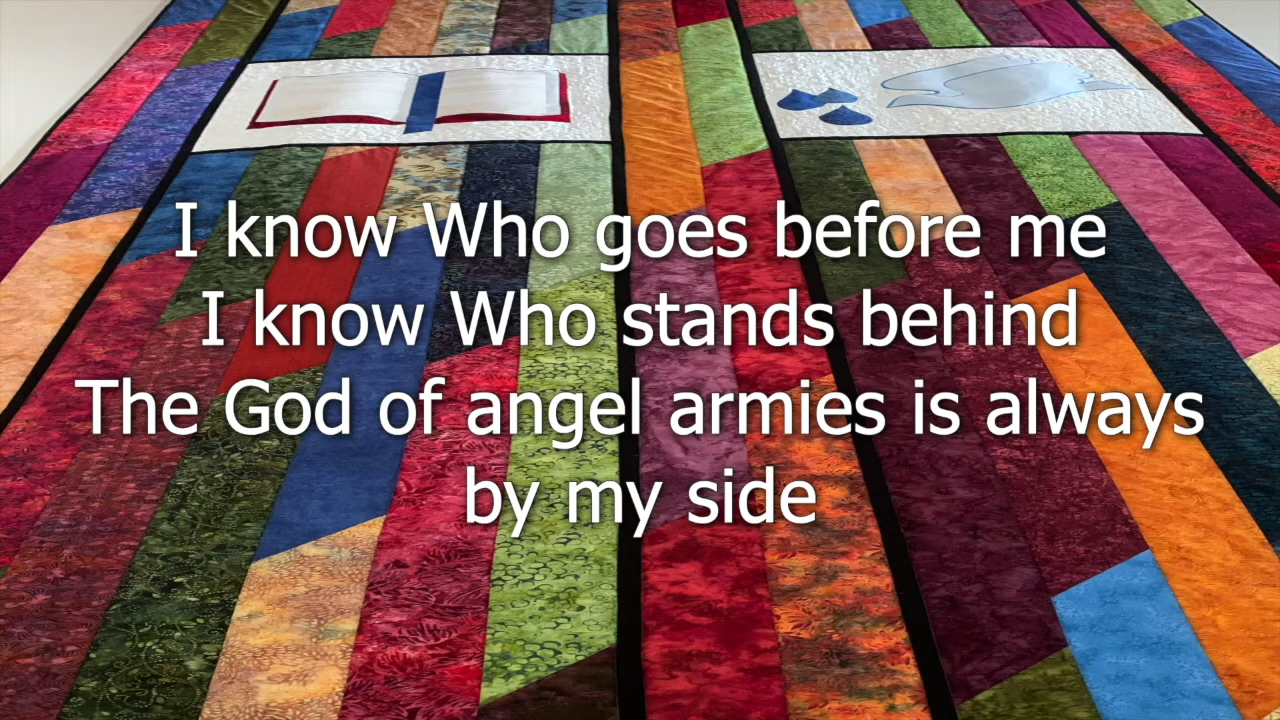 I know Who goes before me
I know Who stands behind
The God of angel armies is always
by my side